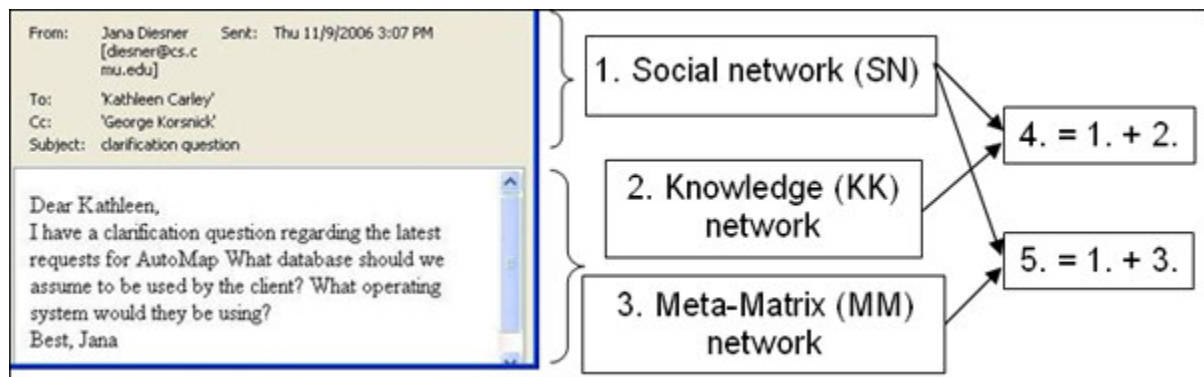 From: Jana Diesner Sent: Thu 11/9/2006 3:07 PM
[diesner@cs.c
mu.edu]
To: 'Kathleen Carley'
Cc: 'George Korsnick'
Subject: clarification question
Dear Kathleen,
I have a clarification question regarding the latest
requests for AutoMap What database should we
assume to be used by the client? What operating
system would they be using?
Best, Jana
1. Social network (SN)
2. Knowledge (KK)
network
3. Meta-Matrix (MM)
network
4. = 1. + 2.
5. = 1. + 3.